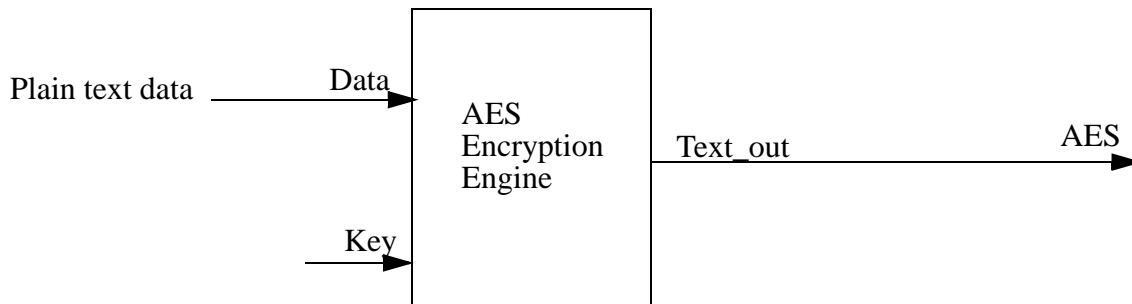 Plain text data
Data
AES
Encryption
Engine
Text_out
AES
Key